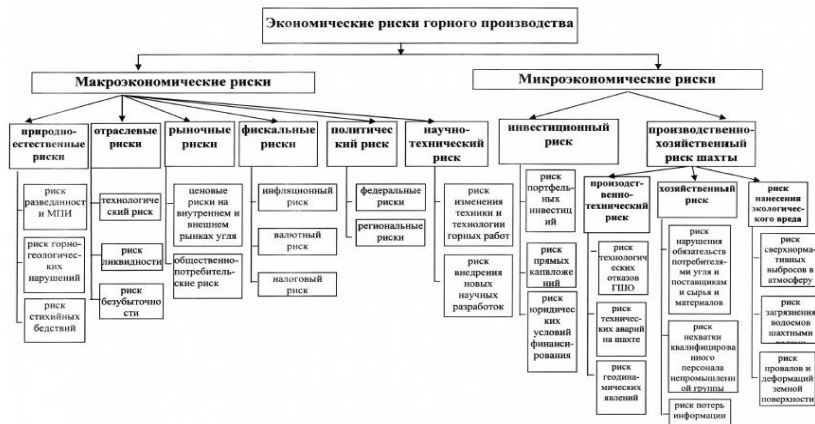 Экономические риски горного производства
Макроэкономические риски
Микроэкономические риски
природно-
естественные
риски
отраслевые
риски
рыночные
риски
фискальные
риски
политичес
кий риск
научно-
технический
риск
инвестиционный
риск
производственно-
хозяйственный
риск шахты
риск
разведанност
и МПИ
риск горно-
геологичес-
ких
нарушений
риск
стихийных
бедствий
технологиче
ский риск
риск
ликвидности
риск
безубыточно
сти
ценовые
риски на
внутреннем и
внешнем
рынках угля
общественно-
потребитель-
ские риск
инфляционный
риск
валютный
риск
налоговый
риск
федеральные
риски
региональные
риски
риск
изменения
техники и
технологии
горных работ
риск
внедрения
новых
научных
разработок
риск
портфель-
ных
инвестиц
ий
риск
прямых
капвложе
ний
риск
юридичес
ких
условий
финанси-
рования
произодст-
венно-
технический
риск
риск
технологич
еских
отказов
ГШО
риск
техничес-
ких аварий
на шахте
риск
геодина-
мических
явлений
хозяйственный
риск
риск
нарушения
обязательств
потребителя-
ми угля и
поставщикам
и сырья и
материалов
риск
нехватки
квалифициров
анного
персонала
непромышленн
ой группы
риск потерь
информации
риск
нанесения
экологичес-
кого вреда
риск
сверхнорма-
тивных
выбросов в
атмосферу
риск
загрязнения
водоемов
шахтными
риск
провалов и
деформаций
земной
поверхности